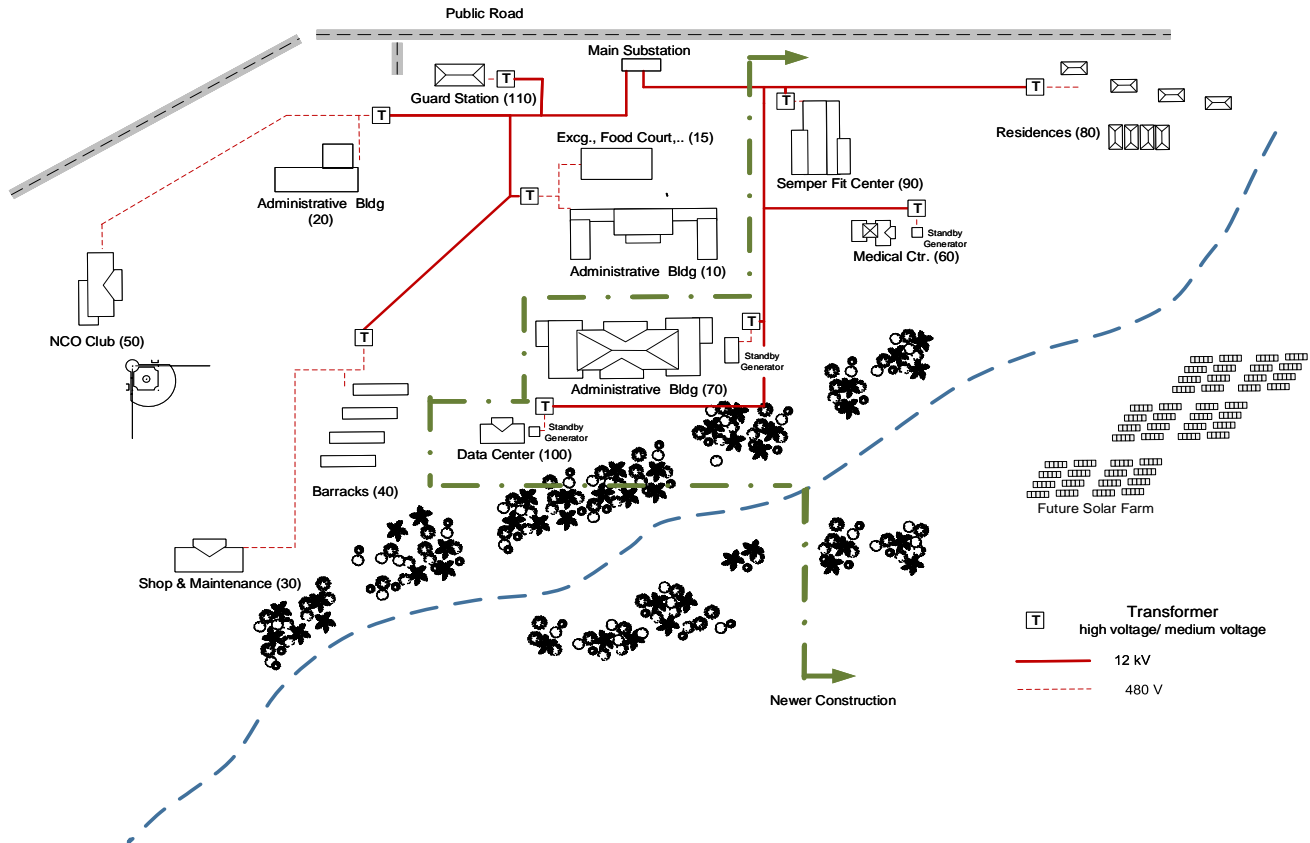 Public Road
Main Substation
T
Guard Station (110)
T
T
T
Excg., Food Court,.. (15)
Residences (80)
T
Semper Fit Center (90)
Administrative Bldg
(20)
T
Standby
Generator
Medical Ctr. (60)
Administrative Bldg (10)
T
T
NCO Club (50)
Standby
Generator
Administrative Bldg (70)
T
Standby
Generator
Data Center (100)
Barracks (40)
Future Solar Farm
Shop & Maintenance (30)
T
Transformer
high voltage/ medium voltage
12 kV
480 V
Newer Construction